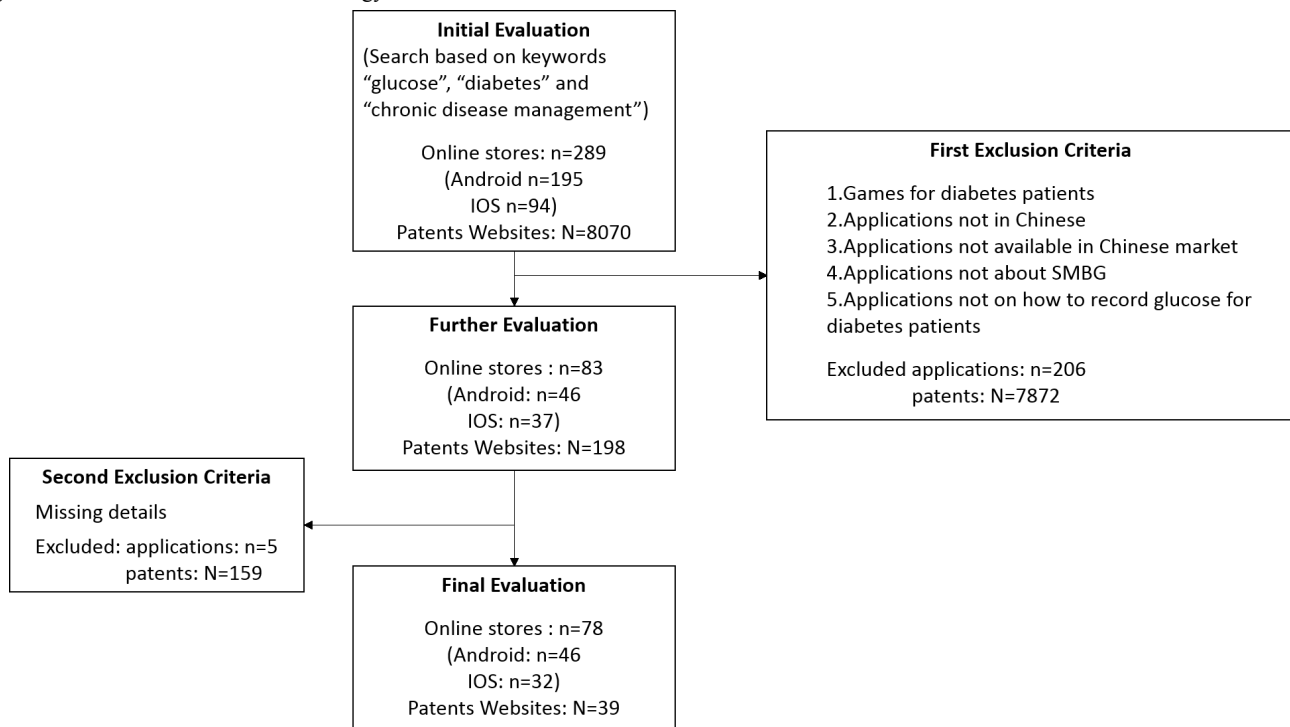 Initial Evaluation
(Search based on keywords
“glucose”, “diabetes” and
“chronic disease management”)
Online stores: n=289
(Android n=195
IOS n=94)
Patents Websites: N=8070
First Exclusion Criteria
1.Games for diabetes patients
2.Applications not in Chinese
3.Applications not available in Chinese market
4.Applications not about SMBG
5.Applications not on how to record glucose for
diabetes patients
Excluded applications: n=206
patents: N=7872
Further Evaluation
Online stores : n=83
(Android: n=46
IOS: n=37)
Patents Websites: N=198
Second Exclusion Criteria
Missing details
Excluded: applications: n=5
patents: N=159
Final Evaluation
Online stores : n=78
(Android: n=46
IOS: n=32)
Patents Websites: N=39